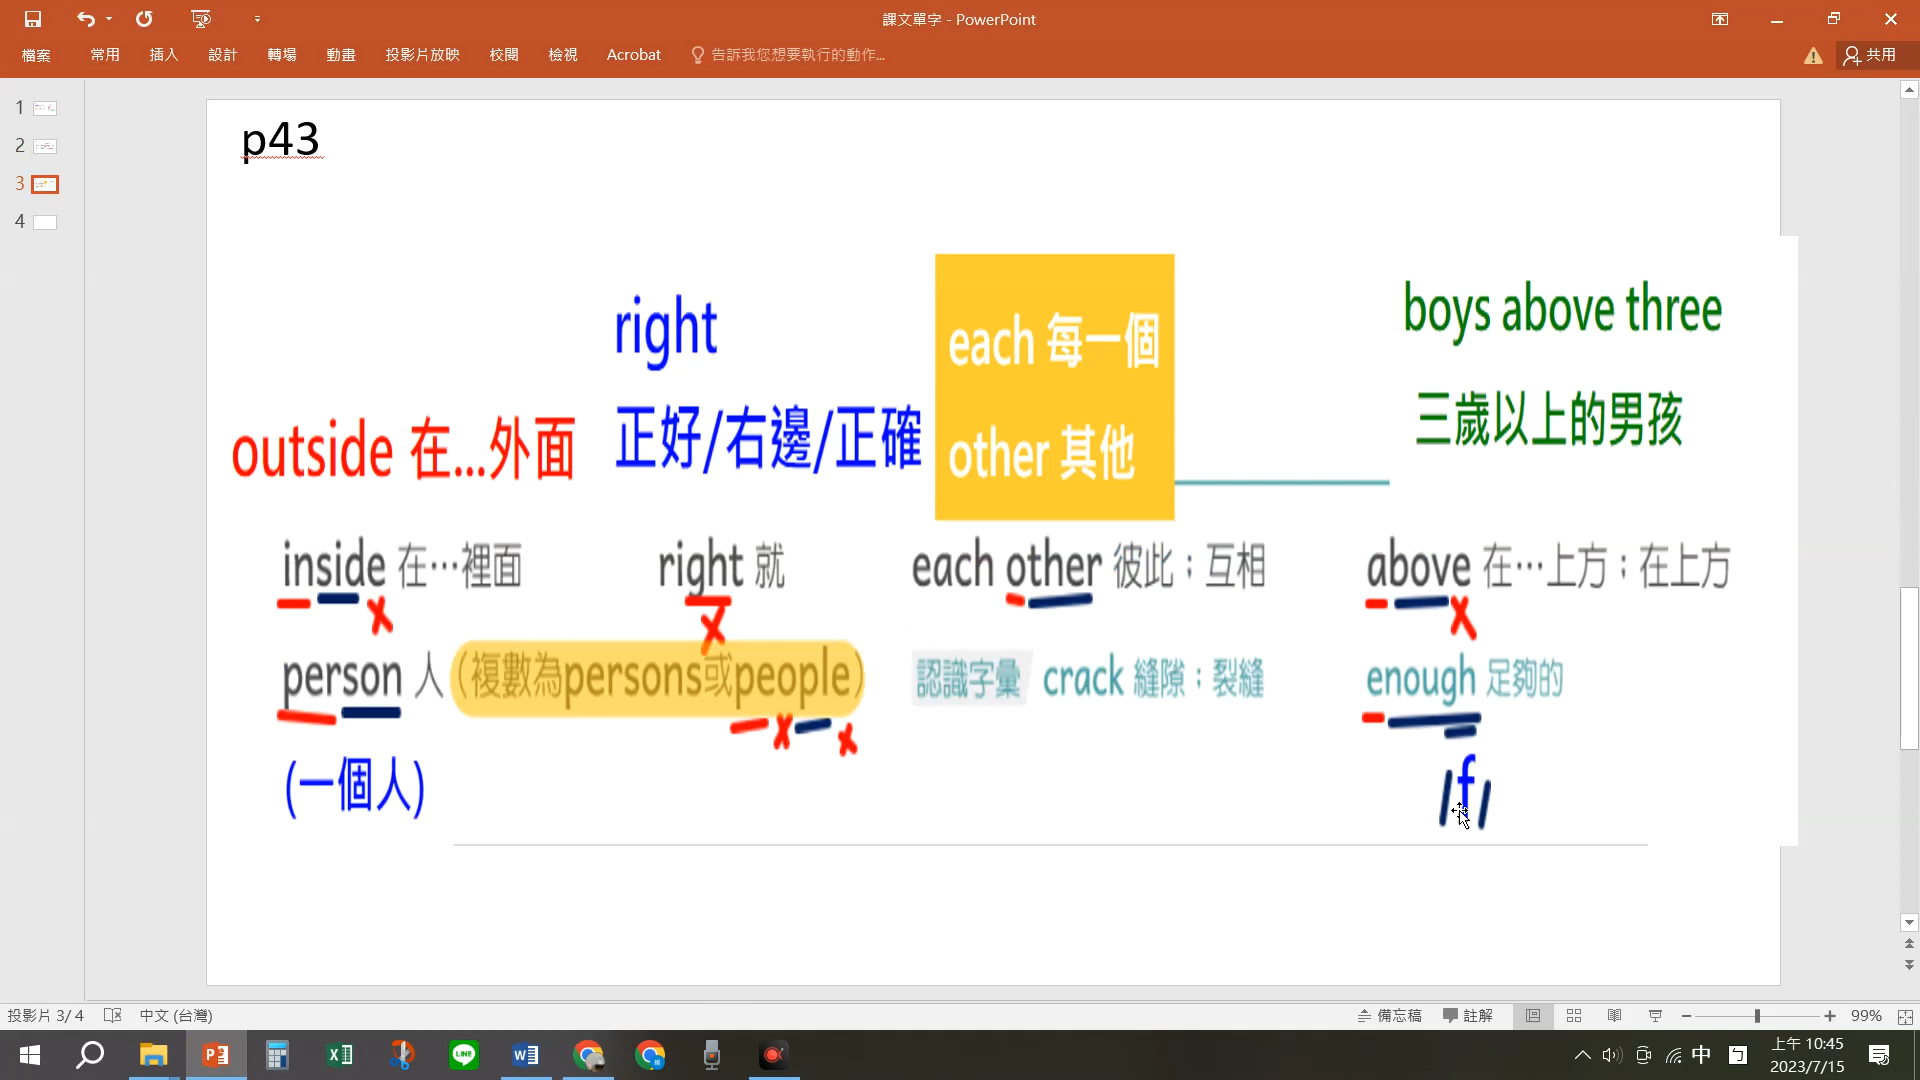 課文單字 - PowerPoint
檔案 常用 插入 設計 轉場 動畫 投影片放映 校閱 檢視 Acrobat 告訴我您想要執行的動作... 共用
1
2
3
4
p43
right
正好/右邊/正確
each 每一個
other 其他
boys above three
三歲以上的男孩
outside 在...外面
inside 在…裡面 right 就 each other 彼此；互相 above 在…上方；在上方
person 人 (複數為persons或people) 認識字彙 crack 縫隙；裂縫 enough 足夠的
(一個人)
/f/
投影片 3/ 4 中文 (台灣) 備忘稿 註解 99%
LINE 中 上午 10:45
2023/7/15